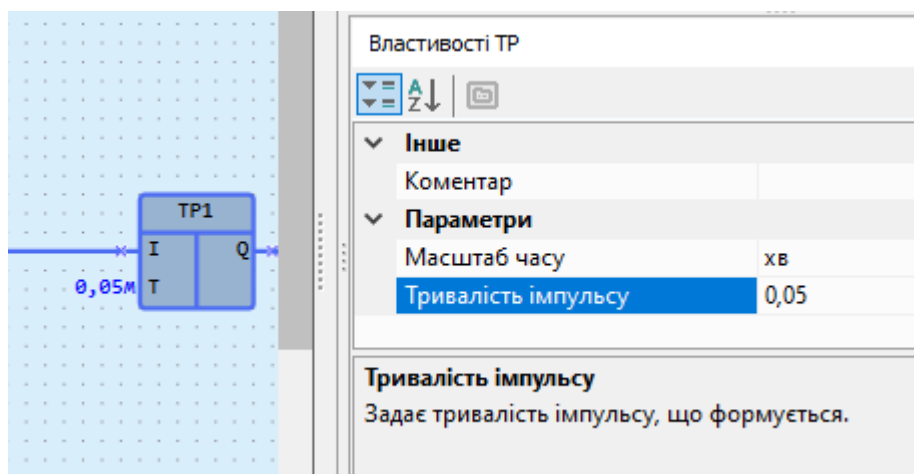 Властивості TP
A
Z
Інше
Коментар
Параметри
Масштаб часу хв
Тривалість імпульсу 0,05
Тривалість імпульсу
Задає тривалість імпульсу, що формується.
TP1
I Q
0,05м T